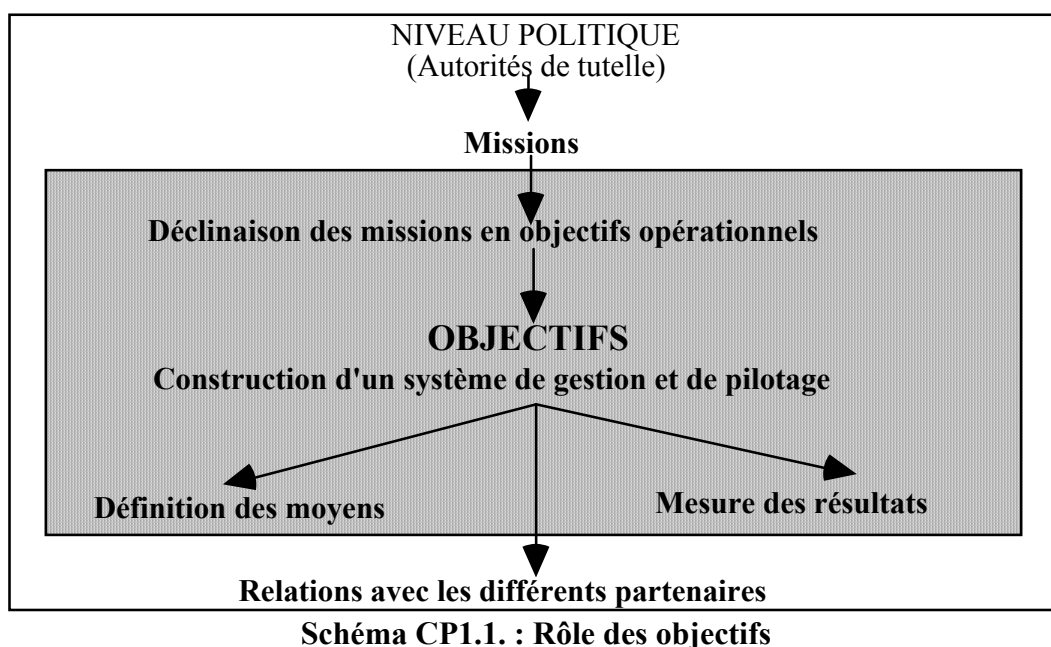 NIVEAU POLITIQUE
(Autorités de tutelle)
Missions
Déclinaison des missions en objectifs opérationnels
OBJECTIFS
Construction d'un système de gestion et de pilotage
Définition des moyens
Mesure des résultats
Relations avec les différents partenaires
Schéma CP1.1. : Rôle des objectifs